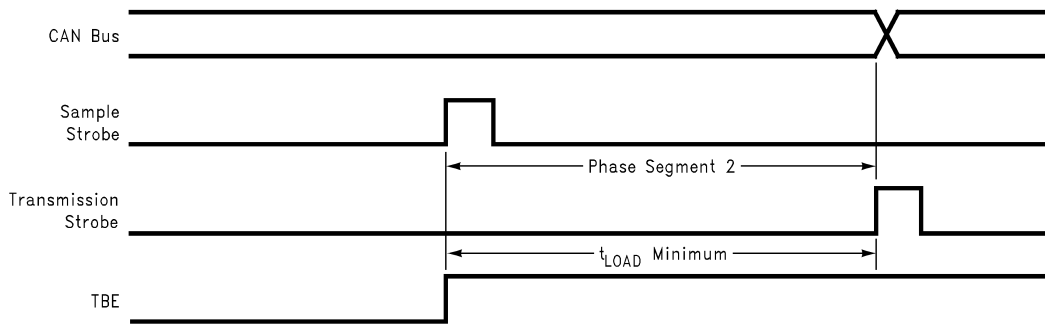 CAN Bus
Sample
Strobe
Phase Segment 2
Transmission
Strobe
tLOAD Minimum
TBE